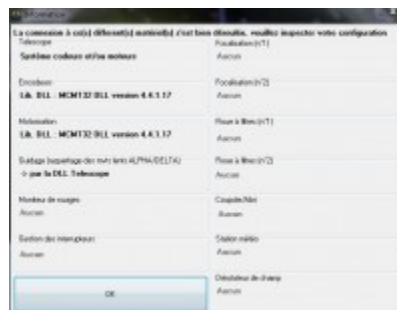 Information
La connexion à ce(s) différent(s) matériel(s) s'est bien déroulée, veuillez inspecter votre configuration
Telescope
Système codeurs et/ou moteurs
Encodeurs
Lib. DLL : MCMT32 DLL version 4.4.1.17
Motorisation
Lib. DLL : MCMT32 DLL version 4.4.1.17
Guidage (rattrapage des mvts lents ALPHA/DELTA)
-> par la DLL Telescope
Moniteur de nuages
Aucun
Gestion des interrupteurs
Aucun
OK
Focalisation (n°1)
Aucun
Focalisation (n°2)
Aucun
Roue à filtres (n°1)
Aucun
Roue à filtres (n°2)
Aucun
Coupole/Abri
Aucun
Station météo
Aucun
Dérotateur de champ
Aucun